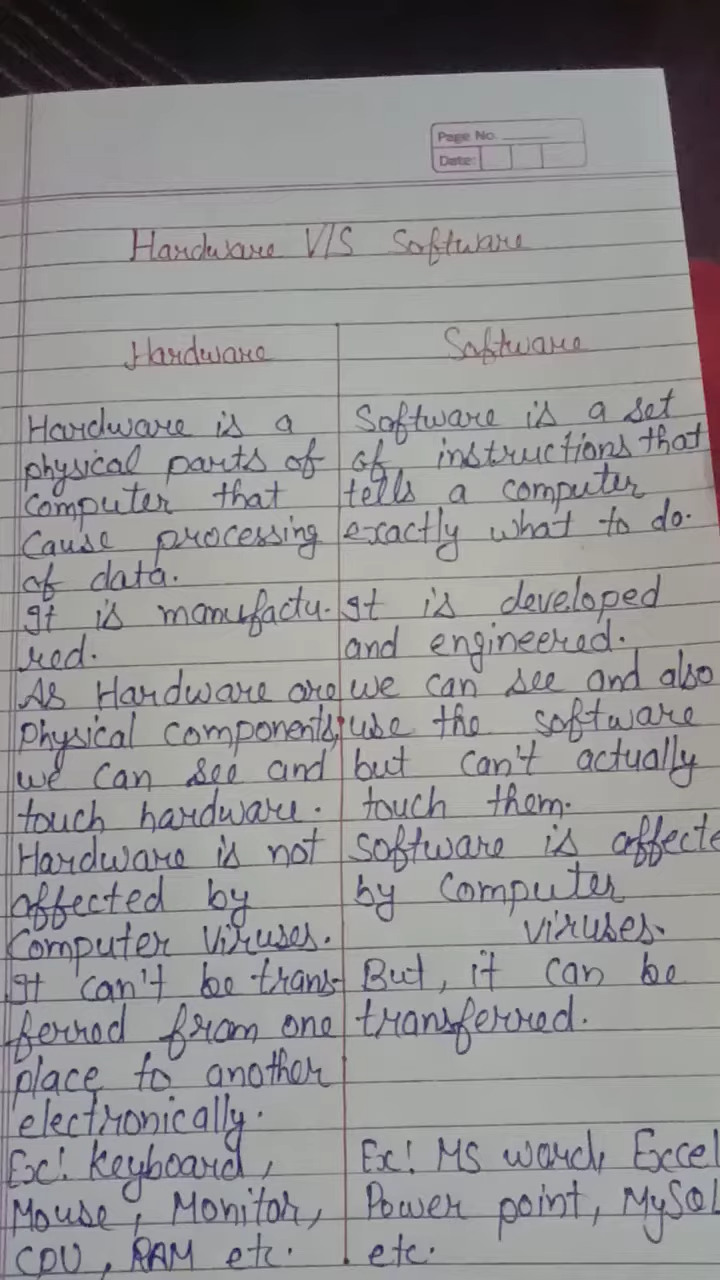 Page No.
Date:
Hardware V/S Software
Hardware
Hardware is a
physical parts of
computer that
cause processing
of data.
It is manufactu-
red.
As Hardware are
physical components,
we can see and
touch hardware.
Hardware is not
affected by
computer viruses.
It can't be trans-
ferred from one
place to another
electronically.
Ex: Keyboard,
Mouse, Monitor,
CPU, RAM etc.
Software
Software is a set
of instructions that
tells a computer
exactly what to do.
It is developed
and engineered.
we can see and also
use the software
but can't actually
touch them.
software is affecte
by computer
viruses.
But, it can be
transferred.
Ex: MS word, Excel
Power point, MySQL
etc.